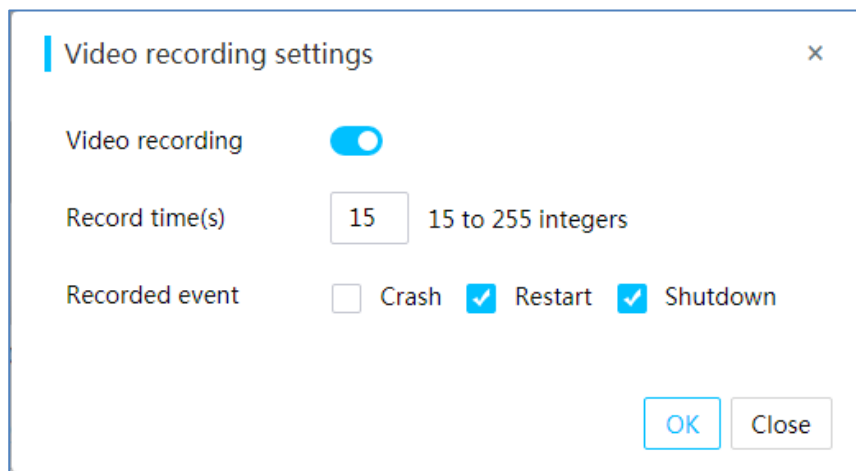 Video recording settings
Video recording
Record time(s) 15 15 to 255 integers
Recorded event Crash Restart Shutdown
OK Close